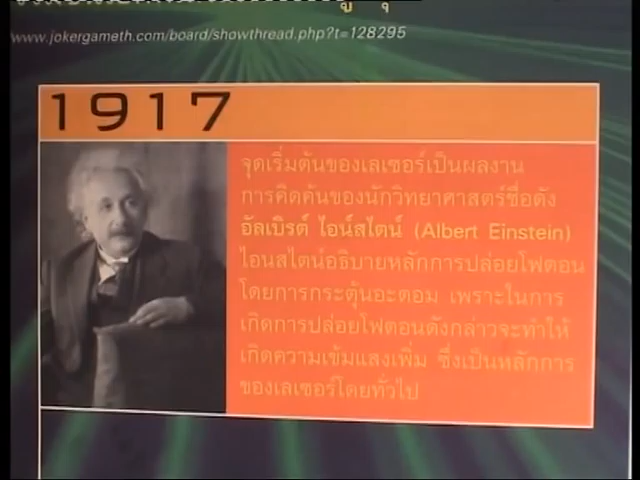 www.jokergameth.com/board/showthread.php?t=128295
1917
จุดเริ่มต้นของเลเซอร์เป็นผลงาน
การคิดค้นของนักวิทยาศาสตร์ชื่อดัง
อัลเบิรต์ ไอน์สไตน์ (Albert Einstein)
ไอนสไตน์อธิบายหลักการปล่อยโฟตอน
โดยการกระตุ้นอะตอม เพราะในการ
เกิดการปล่อยโฟตอนดังกล่าวจะทำให้
เกิดความเข้มแสงเพิ่ม ซึ่งเป็นหลักการ
ของเลเซอร์โดยทั่วไป